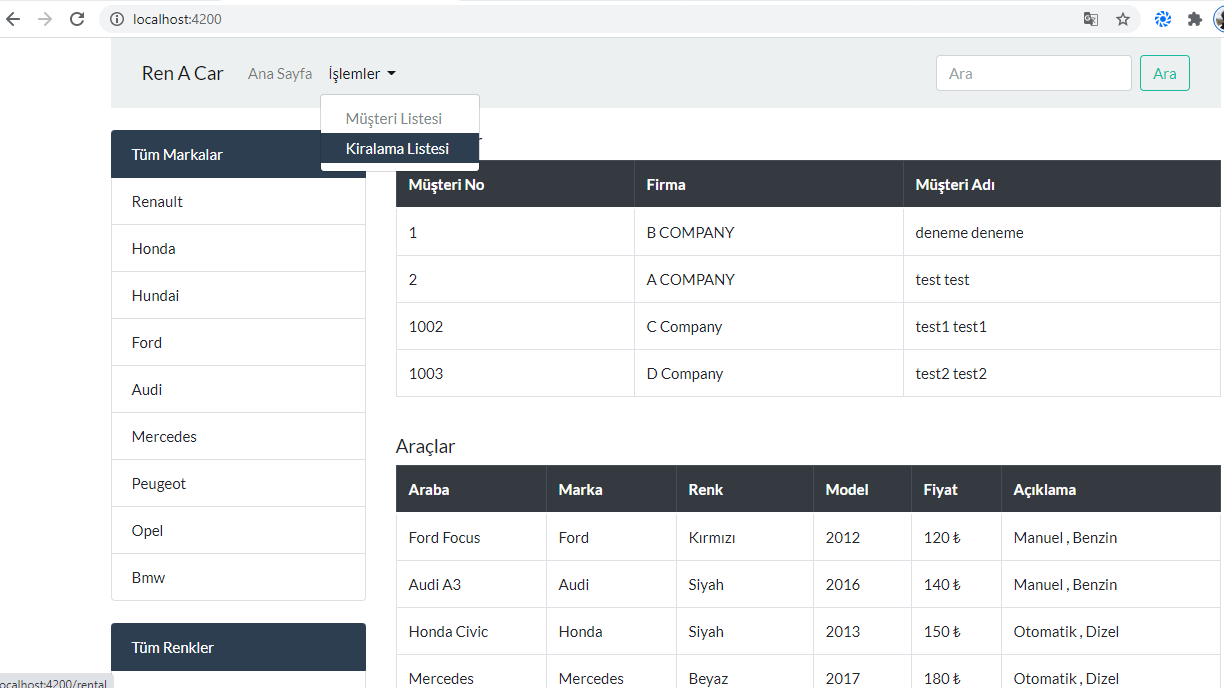 localhost:4200
Ren A Car Ana Sayfa İşlemler Ara Ara
Müşteri Listesi
Kiralama Listesi
Tüm Markalar
Renault
Honda
Hundai
Ford
Audi
Mercedes
Peugeot
Opel
Bmw
Tüm Renkler
Müşteri No Firma Müşteri Adı
1 B COMPANY deneme deneme
2 A COMPANY test test
1002 C Company test1 test1
1003 D Company test2 test2
Araçlar
Araba Marka Renk Model Fiyat Açıklama
Ford Focus Ford Kırmızı 2012 120 ₺ Manuel , Benzin
Audi A3 Audi Siyah 2016 140 ₺ Manuel , Benzin
Honda Civic Honda Siyah 2013 150 ₺ Otomatik , Dizel
Mercedes Mercedes Beyaz 2017 180 ₺ Otomatik , Dizel
ocalhost:4200/rental